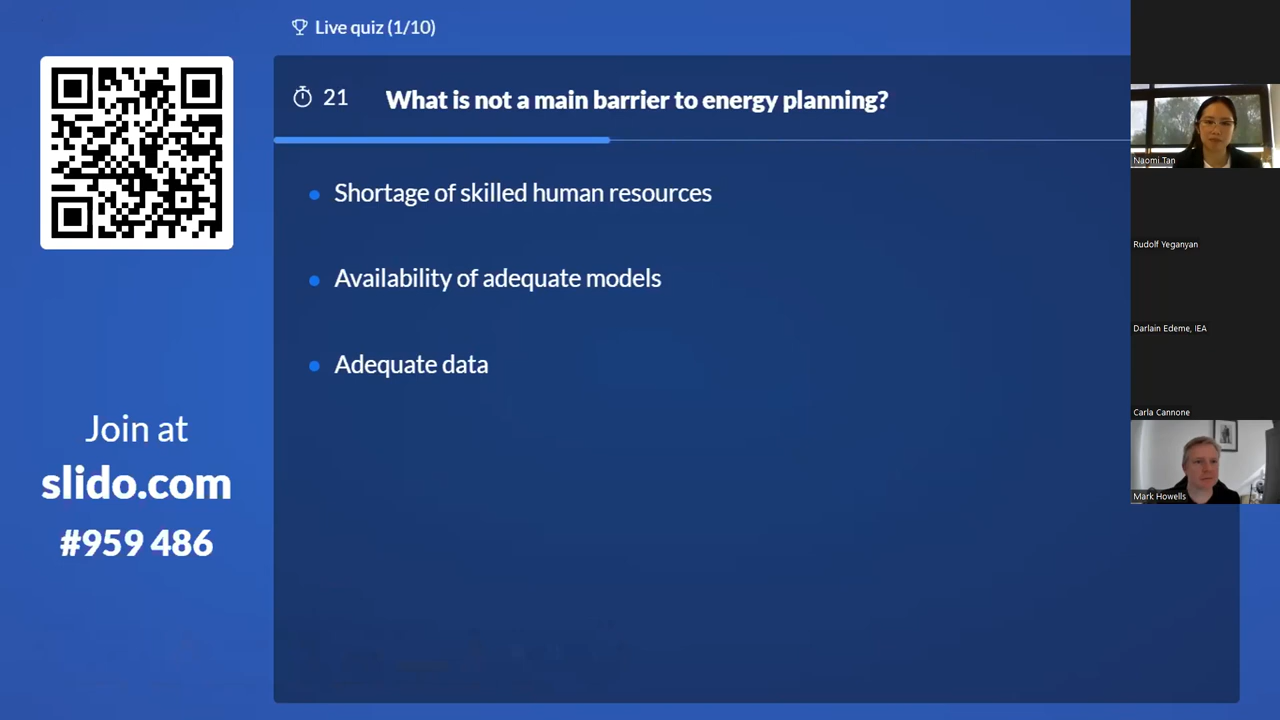 Live quiz (1/10)
21
What is not a main barrier to energy planning?
Shortage of skilled human resources
Availability of adequate models
Adequate data
Join at
slido.com
#959 486
Naomi Tan
Rudolf Yeganyan
Darlain Edeme, IEA
Carla Cannone
Mark Howells